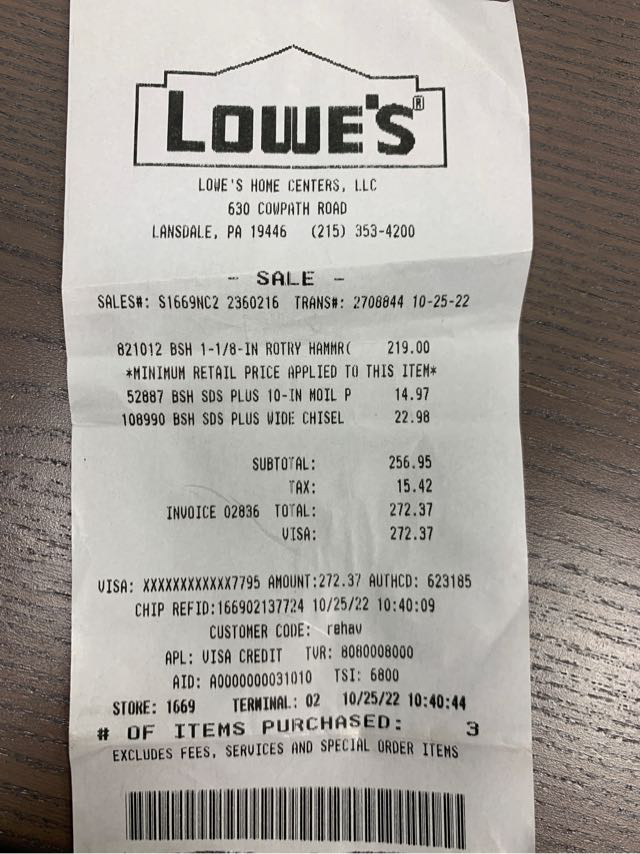 LOWE'S®
LOWE'S HOME CENTERS, LLC
630 COWPATH ROAD
LANSDALE, PA 19446 (215) 353-4200
- SALE -
SALES#: S1669NC2 2360216 TRANS#: 2708844 10-25-22
821012 BSH 1-1/8-IN ROTRY HAMMR( 219.00
*MINIMUM RETAIL PRICE APPLIED TO THIS ITEM*
52887 BSH SDS PLUS 10-IN MOIL P 14.97
108990 BSH SDS PLUS WIDE CHISEL 22.98
SUBTOTAL: 256.95
TAX: 15.42
INVOICE 02836 TOTAL: 272.37
VISA: 272.37
VISA: XXXXXXXXXXXX7795 AMOUNT:272.37 AUTHCD: 623185
CHIP REFID:166902137724 10/25/22 10:40:09
CUSTOMER CODE: rehav
APL: VISA CREDIT TVR: 8080008000
AID: A0000000031010 TSI: 6800
STORE: 1669 TERMINAL: 02 10/25/22 10:40:44
# OF ITEMS PURCHASED: 3
EXCLUDES FEES, SERVICES AND SPECIAL ORDER ITEMS